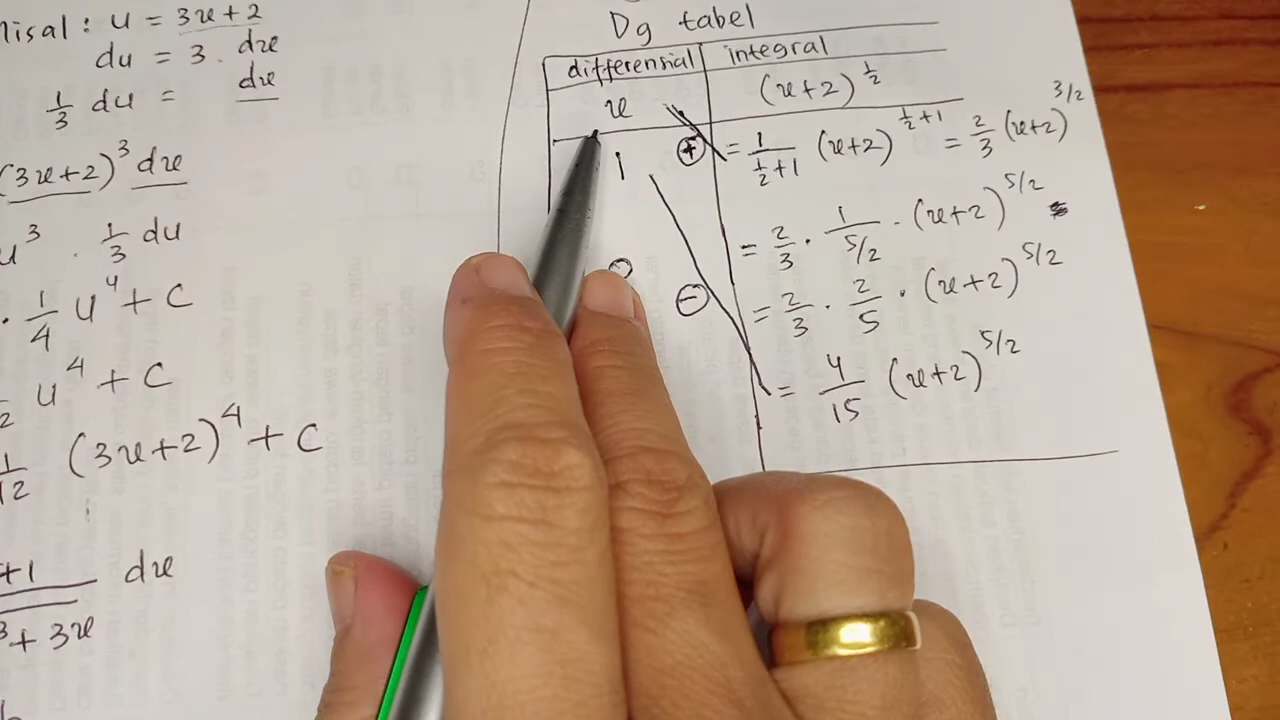 misal : u = 3x+2
du = 3 . dx
1/3 du = dx
(3x+2)^3 dx
u^3 . 1/3 du
. 1/4 u^4 + C
u^4 + C
1/12 (3x+2)^4 + C
+1 dx
3 + 3x
Dg tabel
differensial integral
x (x+2)^1/2
1 ⊕ = 1/(1/2+1) (x+2)^(1/2+1) = 2/3 (x+2)^3/2
= 2/3 . 1/(5/2) . (x+2)^5/2
0 ⊖ = 2/3 . 2/5 . (x+2)^5/2
= 4/15 (x+2)^5/2